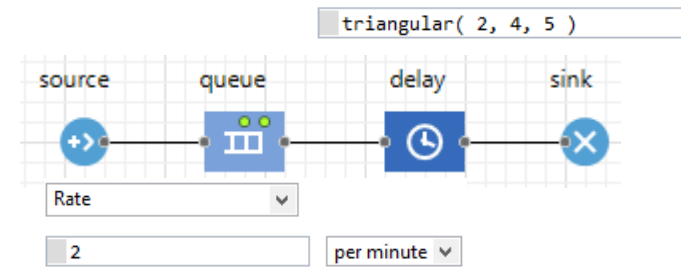 triangular( 2, 4, 5 )
source queue delay sink
Rate
2 per minute